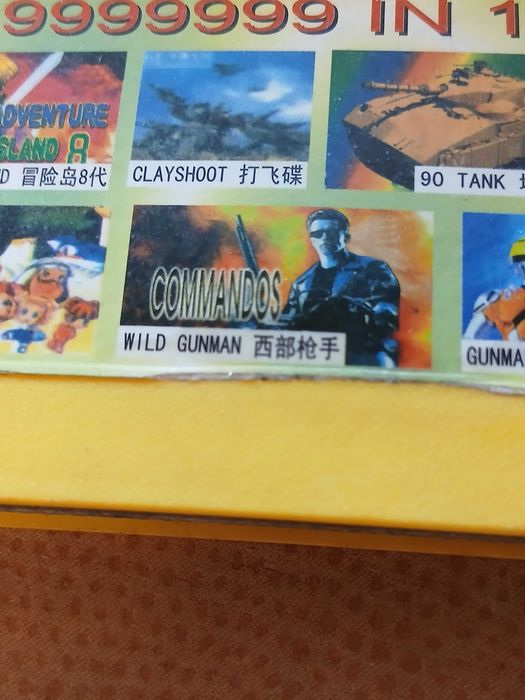 9999999 IN 1
ADVENTURE
ISLAND 8
D 冒险岛8代
CLAYSHOOT 打飞碟
90 TANK
COMMANDOS
WILD GUNMAN 西部枪手
GUNMA